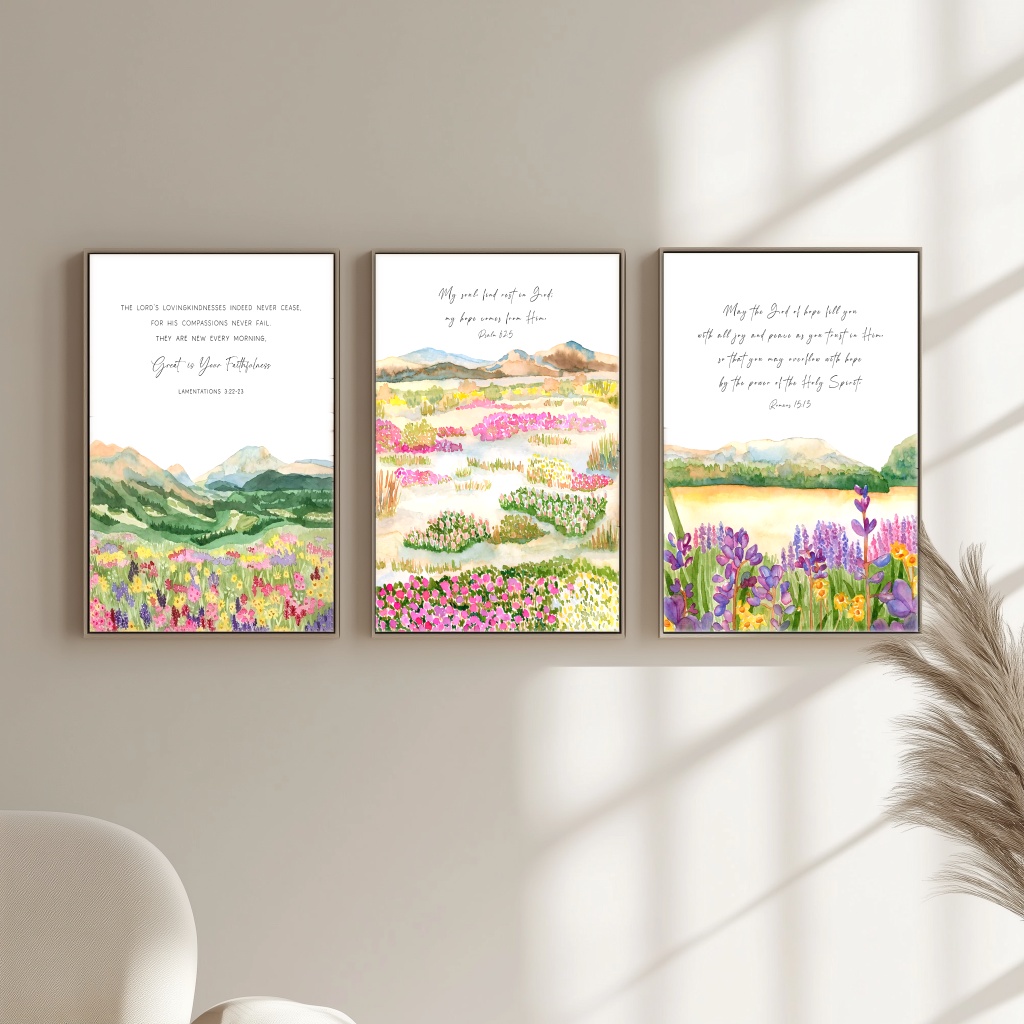 THE LORD'S LOVINGKINDNESSES INDEED NEVER CEASE,
FOR HIS COMPASSIONS NEVER FAIL.
THEY ARE NEW EVERY MORNING,
Great is Your Faithfulness
LAMENTATIONS 3:22-23
My soul, find rest in God;
my hope comes from Him.
Psalm 62:5
May the God of hope fill you
with all joy and peace as you trust in Him
so that you may overflow with hope
by the power of the Holy Spirit.
Romans 15:13